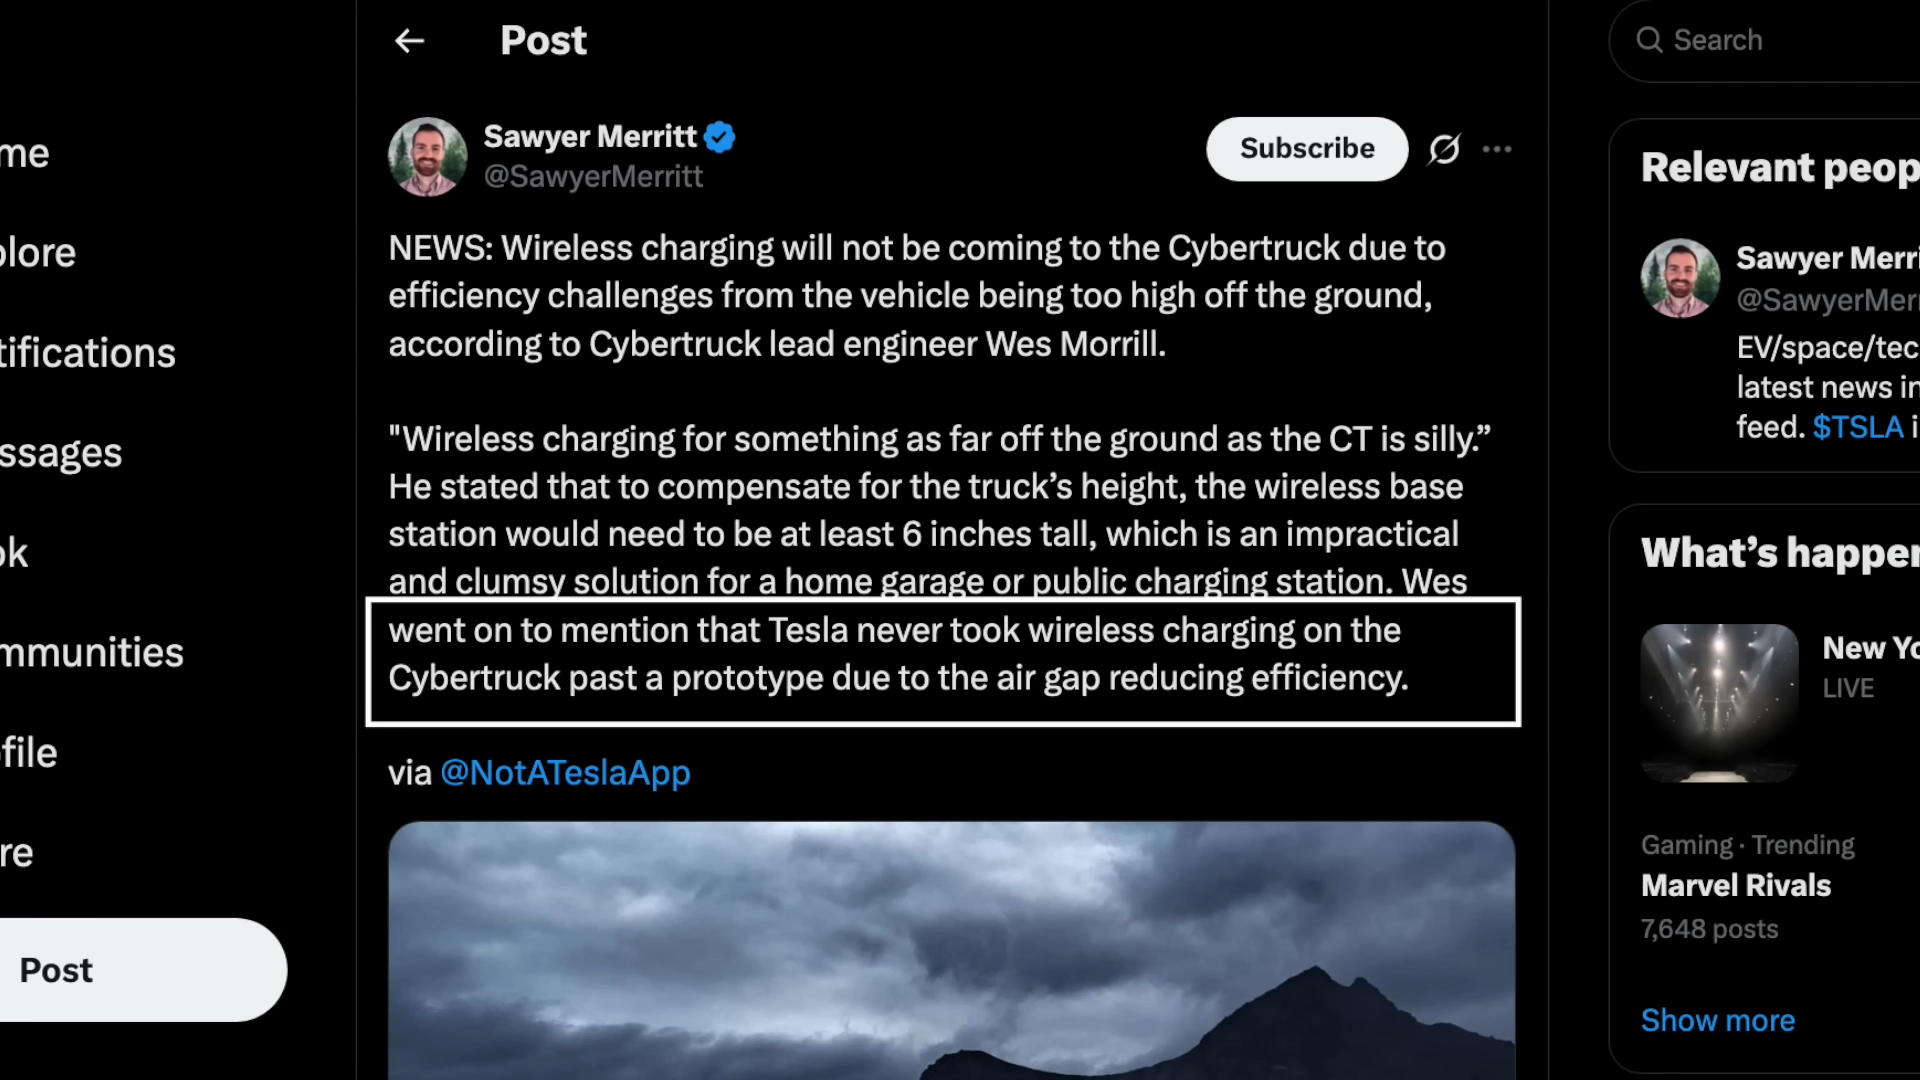 Post
Search
me
plore
tifications
ssages
ok
mmunities
file
re
Post
Sawyer Merritt
@SawyerMerritt
Subscribe
NEWS: Wireless charging will not be coming to the Cybertruck due to
efficiency challenges from the vehicle being too high off the ground,
according to Cybertruck lead engineer Wes Morrill.
"Wireless charging for something as far off the ground as the CT is silly.”
He stated that to compensate for the truck’s height, the wireless base
station would need to be at least 6 inches tall, which is an impractical
and clumsy solution for a home garage or public charging station. Wes
went on to mention that Tesla never took wireless charging on the
Cybertruck past a prototype due to the air gap reducing efficiency.
via @NotATeslaApp
Relevant peop
Sawyer Merri
@SawyerMerr
EV/space/tec
latest news in
feed. $TSLA i
What’s happen
New Yo
LIVE
Gaming · Trending
Marvel Rivals
7,648 posts
Show more